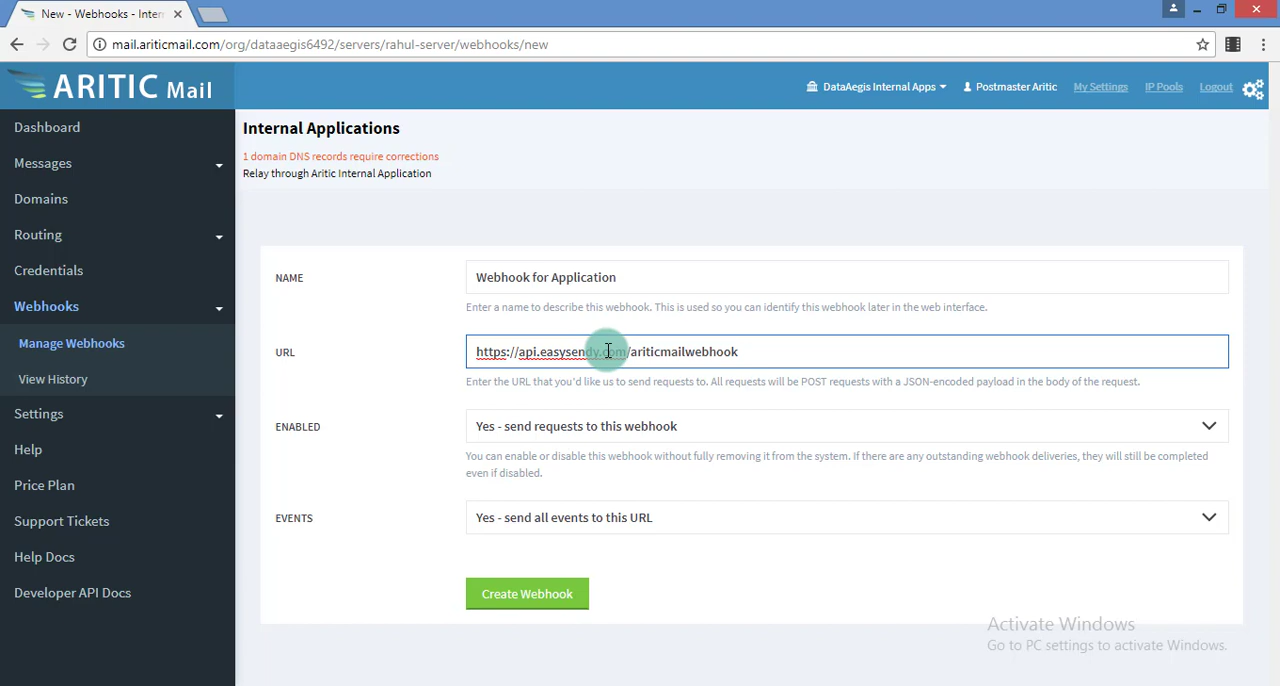 New - Webhooks - Inter
mail.ariticmail.com/org/dataaegis6492/servers/rahul-server/webhooks/new
ARITIC Mail
DataAegis Internal Apps
Postmaster Aritic
My Settings
IP Pools
Logout
Dashboard
Messages
Domains
Routing
Credentials
Webhooks
Manage Webhooks
View History
Settings
Help
Price Plan
Support Tickets
Help Docs
Developer API Docs
Internal Applications
1 domain DNS records require corrections
Relay through Aritic Internal Application
NAME
Webhook for Application
Enter a name to describe this webhook. This is used so you can identify this webhook later in the web interface.
URL
https://api.easysendy.com/ariticmailwebhook
Enter the URL that you'd like us to send requests to. All requests will be POST requests with a JSON-encoded payload in the body of the request.
ENABLED
Yes - send requests to this webhook
You can enable or disable this webhook without fully removing it from the system. If there are any outstanding webhook deliveries, they will still be completed
even if disabled.
EVENTS
Yes - send all events to this URL
Create Webhook
Activate Windows
Go to PC settings to activate Windows.